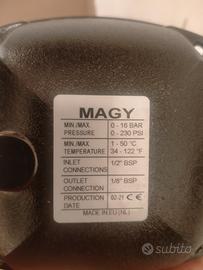 MAGY
MIN./MAX. 0 - 16 BAR
PRESSURE 0 - 230 PSI
MIN./MAX. 1 - 50 °C
TEMPERATURE 34 - 122 °F
INLET 1/2" BSP
CONNECTIONS
OUTLET 1/8" BSP
CONNECTION
PRODUCTION 02-21 CE
DATE
MADE IN EU (NL)
subito